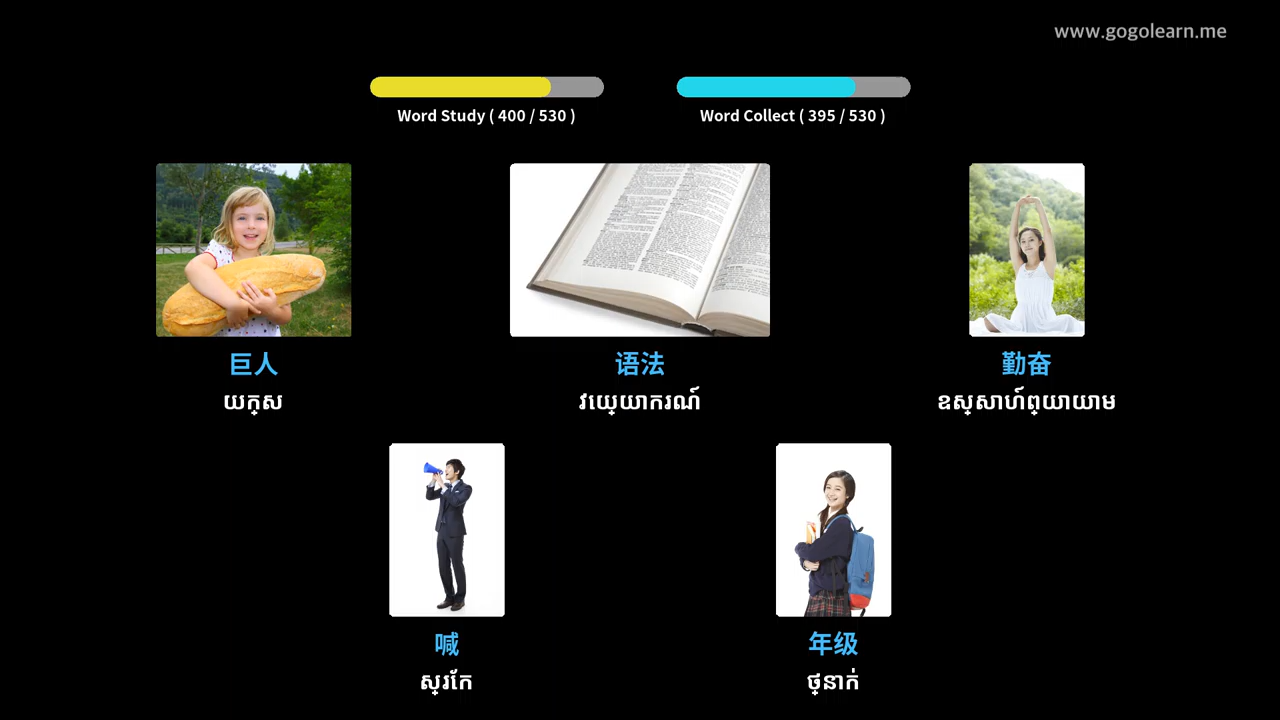 www.gogolearn.me
Word Study ( 400 / 530 )
Word Collect ( 395 / 530 )
巨人
យក្ស
语法
វេយ្យាករណ៍
勤奋
ឧស្សាហ៍ព្យាយាម
喊
ស្រែក
年级
ថ្នាក់